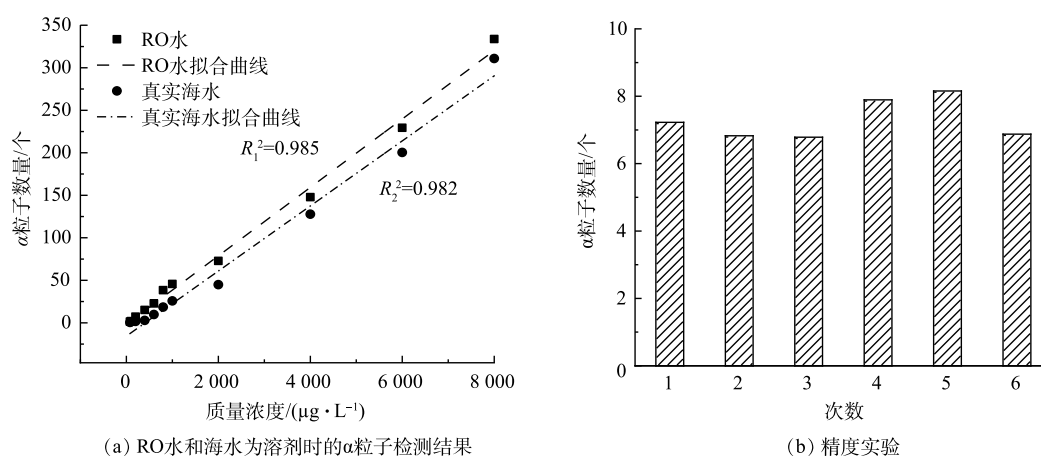 350
300
250
200
150
100
50
0
α粒子数量/个
RO水
RO水拟合曲线
真实海水
真实海水拟合曲线
R₁²=0.985
R₂²=0.982
0 2 000 4 000 6 000 8 000
质量浓度/(μg·L⁻¹)
(a) RO水和海水为溶剂时的α粒子检测结果
10
8
6
4
2
0
α粒子数量/个
1 2 3 4 5 6
次数
(b) 精度实验